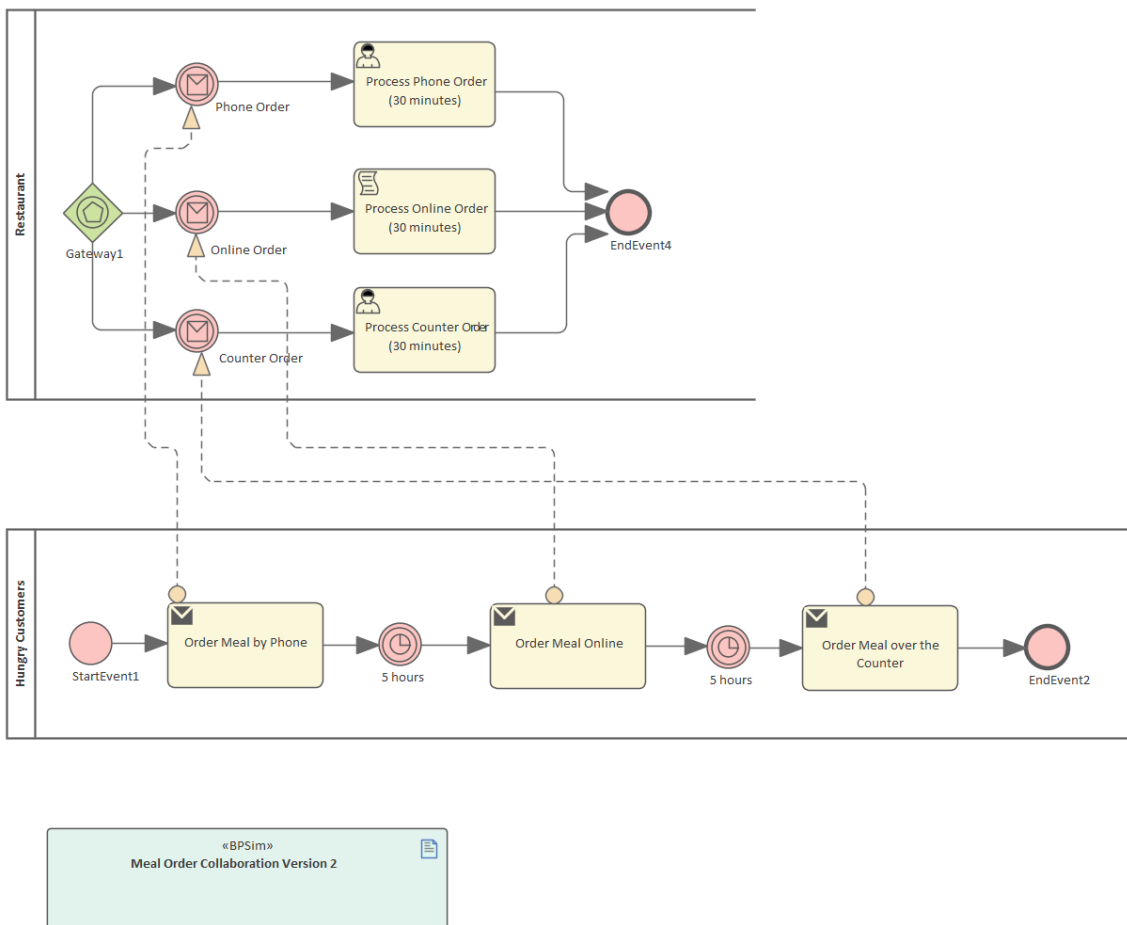 Restaurant
Process Phone Order
(30 minutes)
Phone Order
Process Online Order
(30 minutes)
Gateway1
Online Order
EndEvent4
Process Counter Order
(30 minutes)
Counter Order
Hungry Customers
Order Meal by Phone
Order Meal Online
Order Meal over the
Counter
StartEvent1
5 hours
5 hours
EndEvent2
«BPSim»
Meal Order Collaboration Version 2